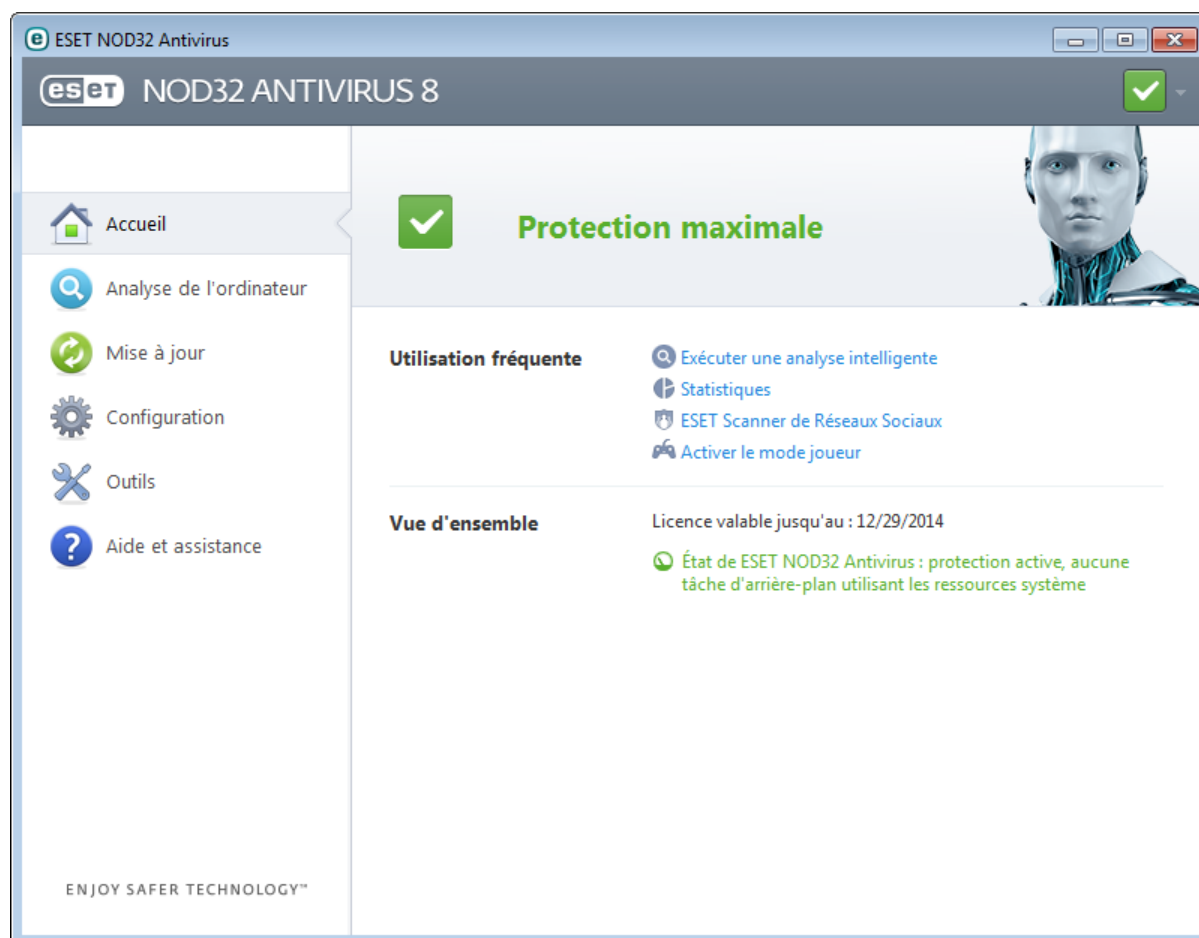 ESET NOD32 Antivirus
eset NOD32 ANTIVIRUS 8
Accueil
Analyse de l'ordinateur
Mise à jour
Configuration
Outils
Aide et assistance
ENJOY SAFER TECHNOLOGY™
Protection maximale
Utilisation fréquente
Exécuter une analyse intelligente
Statistiques
ESET Scanner de Réseaux Sociaux
Activer le mode joueur
Vue d'ensemble
Licence valable jusqu'au : 12/29/2014
État de ESET NOD32 Antivirus : protection active, aucune
tâche d'arrière-plan utilisant les ressources système